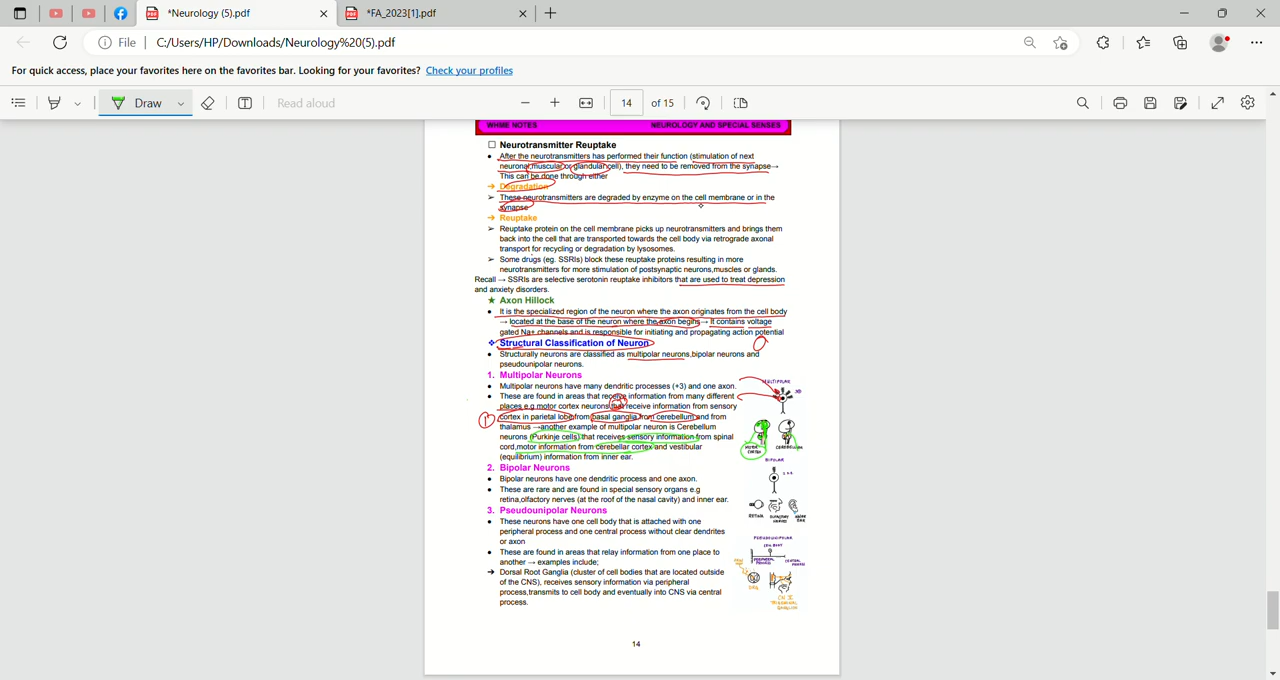 *Neurology (5).pdf
*FA_2023[1].pdf
File
C:/Users/HP/Downloads/Neurology%20(5).pdf
For quick access, place your favorites here on the favorites bar. Looking for your favorites? Check your profiles
Draw
Read aloud
14 of 15
WHME NOTES NEUROLOGY AND SPECIAL SENSES
Neurotransmitter Reuptake
After the neurotransmitters has performed their function (stimulation of next
neuronal,muscular or glandular cell), they need to be removed from the synapse→
This can be done through either
→ Degradation
➢ These neurotransmitters are degraded by enzyme on the cell membrane or in the
synapse
→ Reuptake
➢ Reuptake protein on the cell membrane picks up neurotransmitters and brings them
back into the cell that are transported towards the cell body via retrograde axonal
transport for recycling or degradation by lysosomes.
➢ Some drugs (eg. SSRIs) block these reuptake proteins resulting in more
neurotransmitters for more stimulation of postsynaptic neurons,muscles or glands.
Recall → SSRIs are selective serotonin reuptake inhibitors that are used to treat depression
and anxiety disorders.
★ Axon Hillock
• It is the specialized region of the neuron where the axon originates from the cell body
→ located at the base of the neuron where the axon begins→ It contains voltage
gated Na+ channels and is responsible for initiating and propagating action potential
❖ Structural Classification of Neuron
• Structurally neurons are classified as multipolar neurons,bipolar neurons and
pseudounipolar neurons.
1. Multipolar Neurons
• Multipolar neurons have many dendritic processes (+3) and one axon.
• These are found in areas that receive information from many different
places e.g motor cortex neurons that receive information from sensory
cortex in parietal lobe,from basal ganglia,from cerebellum and from
thalamus →another example of multipolar neuron is Cerebellum
neurons (Purkinje cells) that receives sensory information from spinal
cord,motor information from cerebellar cortex and vestibular
(equilibrium) information from inner ear.
MULTIPOLAR
MOTOR
CORTEX
CEREBELLUM
2. Bipolar Neurons
• Bipolar neurons have one dendritic process and one axon.
• These are rare and are found in special sensory organs e.g
retina,olfactory nerves (at the roof of the nasal cavity) and inner ear.
BIPOLAR
RETINA
OLFACTORY
NERVES
INNER
EAR
3. Pseudounipolar Neurons
• These neurons have one cell body that is attached with one
peripheral process and one central process without clear dendrites
or axon
• These are found in areas that relay information from one place to
another → examples include;
→ Dorsal Root Ganglia (cluster of cell bodies that are located outside
of the CNS), receives sensory information via peripheral
process,transmits to cell body and eventually into CNS via central
process.
PSEUDOUNIPOLAR
CELL BODY
PERIPHERAL
PROCESS
CENTRAL
PROCESS
TRIGEMINAL
GANGLION
14